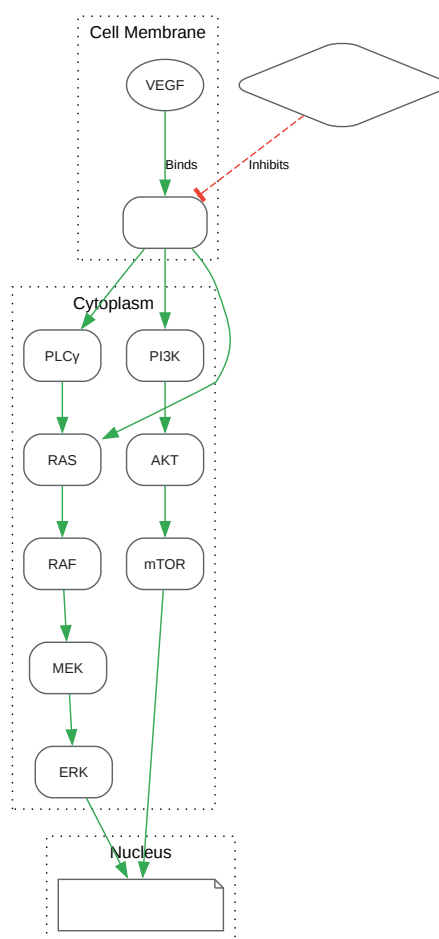 Cell Membrane
VEGF
Binds
Inhibits
Cytoplasm
PLCγ
PI3K
RAS
AKT
RAF
mTOR
MEK
ERK
Nucleus